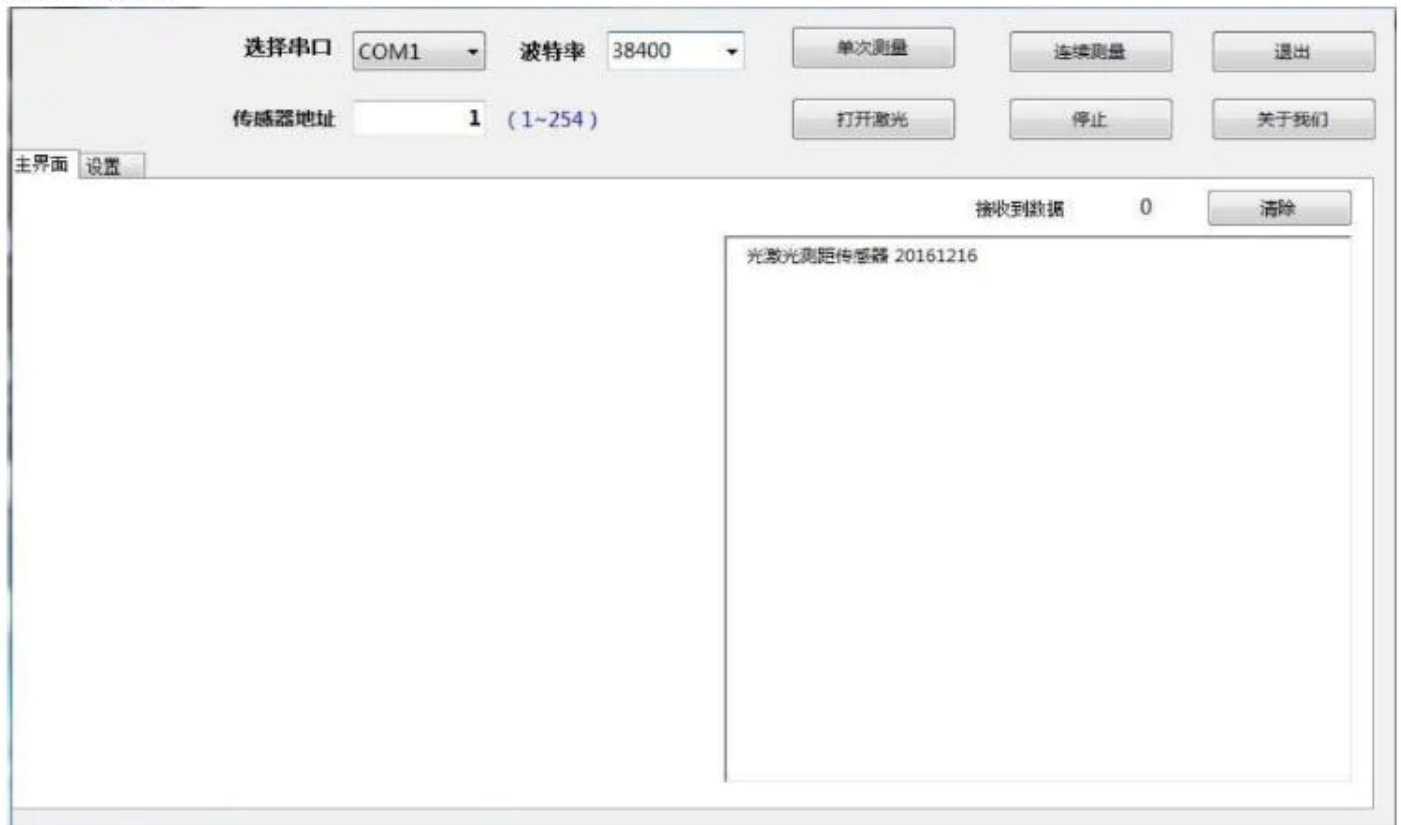 选择串口 COM1 波特率 38400 单次测量 连续测量 退出
传感器地址 1 (1~254) 打开激光 停止 关于我们
主界面 设置
接收到数据 0 清除
光激光测距传感器 20161216